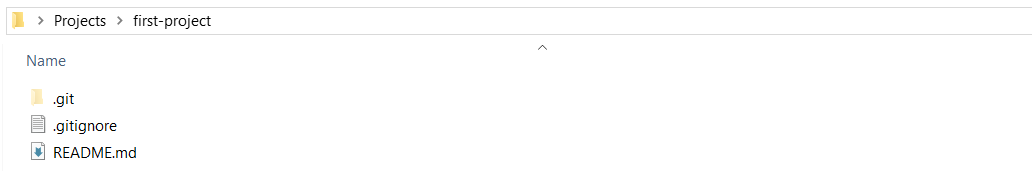 Projects > first-project
Name
.git
.gitignore
README.md